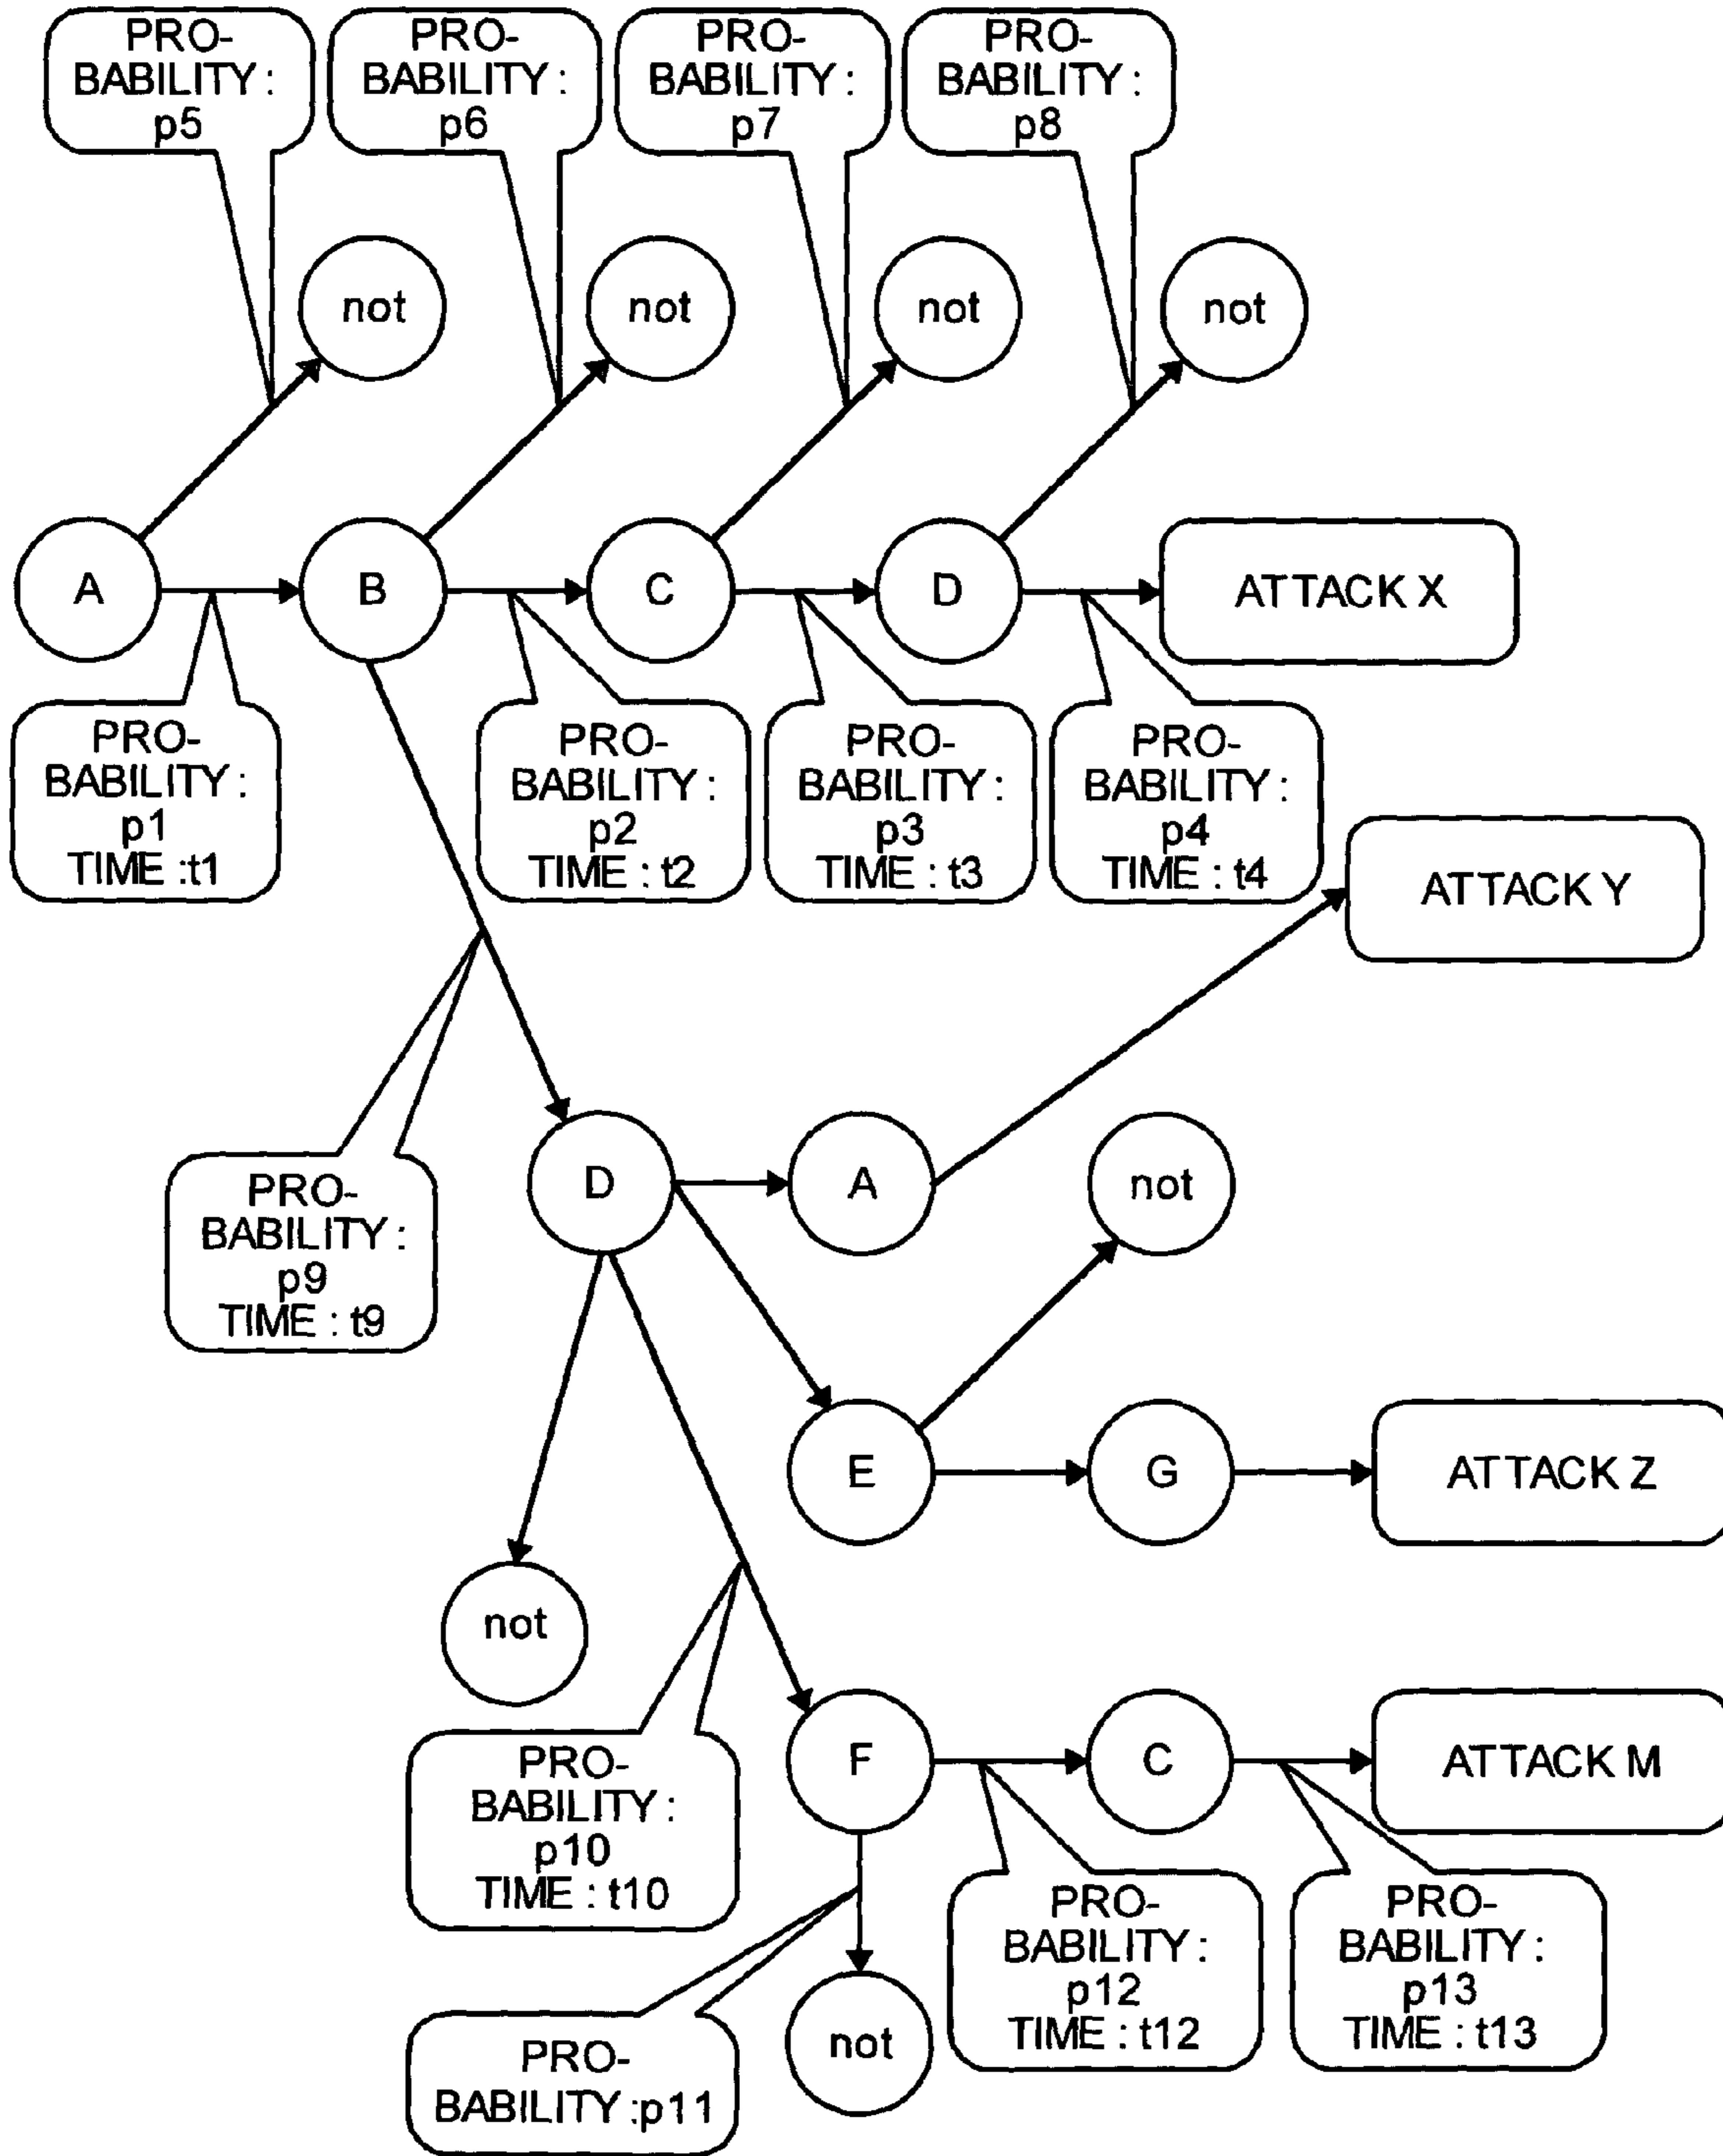 PRO-
BABILITY :
p5
PRO-
BABILITY :
p6
PRO-
BABILITY :
p7
PRO-
BABILITY :
p8
not
not
not
not
A
B
C
D
ATTACK X
PRO-
BABILITY :
p1
TIME :t1
PRO-
BABILITY :
p2
TIME : t2
PRO-
BABILITY :
p3
TIME : t3
PRO-
BABILITY :
p4
TIME : t4
ATTACK Y
D
A
not
PRO-
BABILITY :
p9
TIME : t9
E
G
ATTACK Z
not
F
C
ATTACK M
PRO-
BABILITY :
p10
TIME : t10
PRO-
BABILITY :
p12
TIME : t12
PRO-
BABILITY :
p13
TIME : t13
not
PRO-
BABILITY :p11